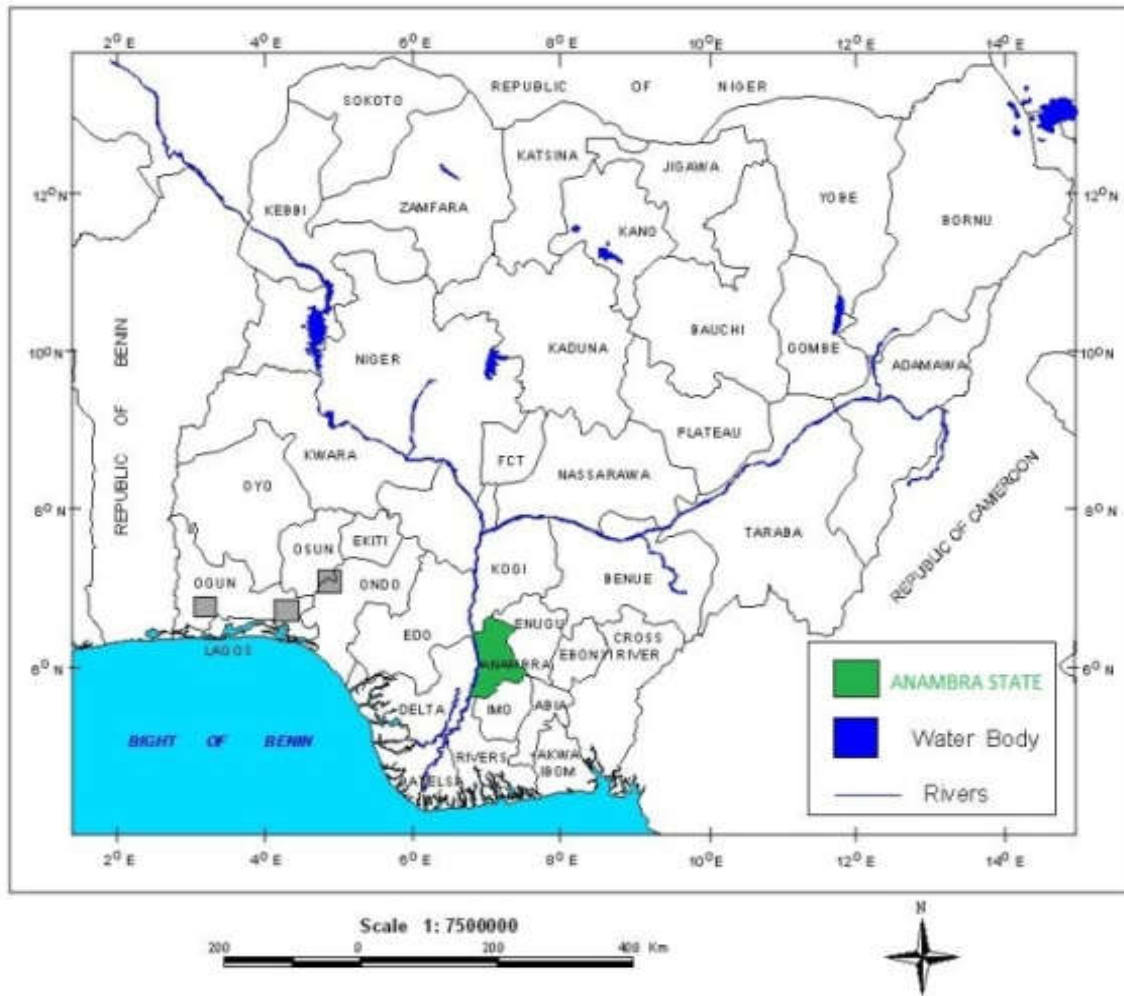 2° E 4° E 6° E 8° E 10° E 12° E 14° E
REPUBLIC OF NIGER
SOKOTO
KATSINA
JIGAWA
12° N
12° N
YOBE
KEBBI
ZAMFARA
KANO
BORNU
REPUBLIC OF BENIN
BAUCHI
10° N
NIGER
KADUNA
GOMBE
ADAMAWA
10° N
PLATEAU
KWARA
FCT
NASSARAWA
OYO
8° N
8° N
TARABA
REPUBLIC OF CAMEROON
OSUN
EKITI
OGUN
ONDO
KOGI
BENUE
EDO
ENUGU
CROSS
LAGOS
EBONYI RIVER
6° N
ANAMBRA
6° N
ANAMBRA STATE
DELTA
IMO
ABIA
BIGHT OF BENIN
Water Body
RIVERS
AKWA
IBOM
Rivers
2° E 4° E 6° E 8° E 10° E 12° E 14° E
Scale 1: 7500000
200 0 200 400 Km
N